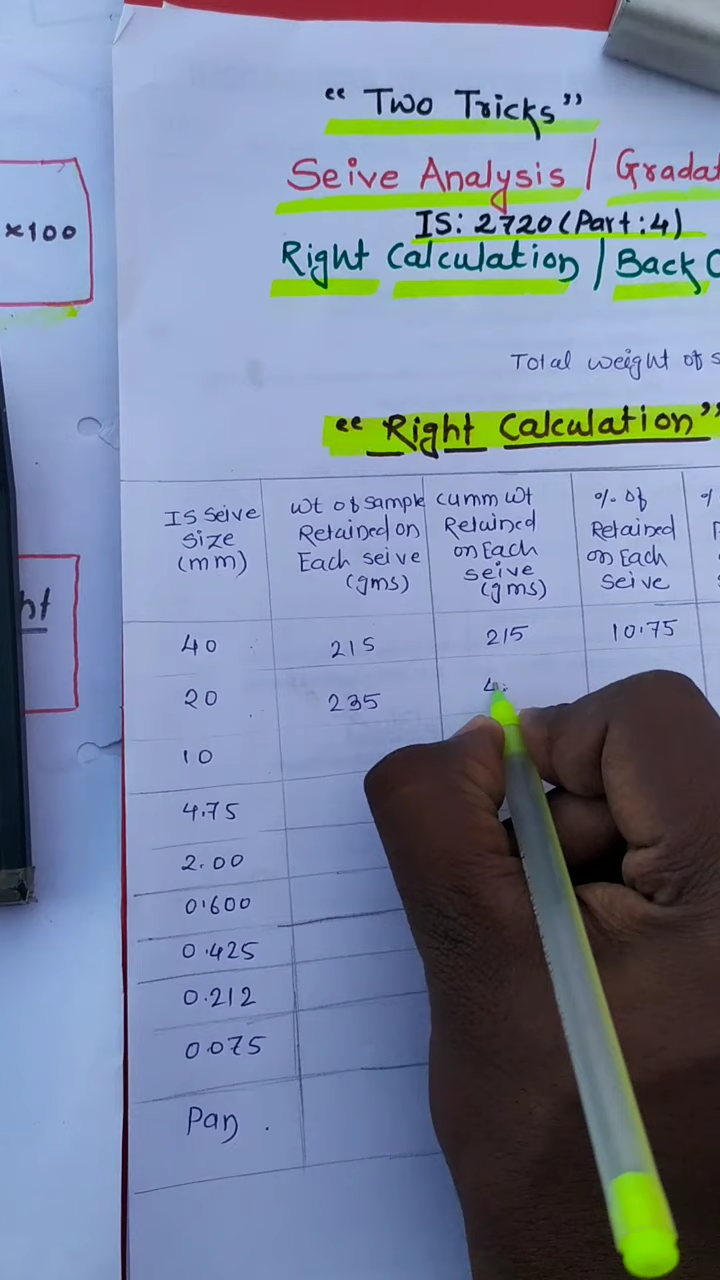 “ Two Tricks”
Seive Analysis / Gradat
IS: 2720 (Part:4)
Right Calculation / Back C
×100
Total weight of s
“ Right Calculation”
IS Seive
Size
(mm)
Wt of sample
Retained on
Each seive
(gms)
cumm wt
Retained
on Each
seive
(gms)
% of
Retained
on Each
Seive
%
40 215 215 10.75
20 235 4
10
4.75
2.00
0.600
0.425
0.212
0.075
Pan .